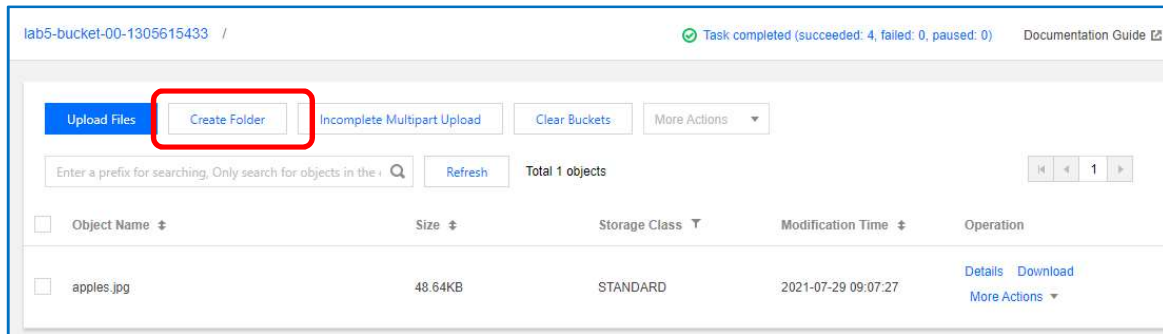 lab5-bucket-00-1305615433 / Task completed (succeeded: 4, failed: 0, paused: 0) Documentation Guide
Upload Files Create Folder Incomplete Multipart Upload Clear Buckets More Actions
Enter a prefix for searching, Only search for objects in the Refresh Total 1 objects 1
Object Name Size Storage Class Modification Time Operation
Details Download
apples.jpg 48.64KB STANDARD 2021-07-29 09:07:27
More Actions